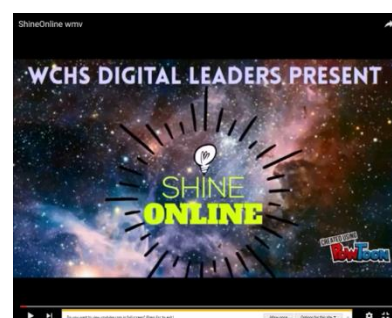 ShineOnline wmv
WCHS DIGITAL LEADERS PRESENT
SHINE
ONLINE
CREATED USING
POWTOON